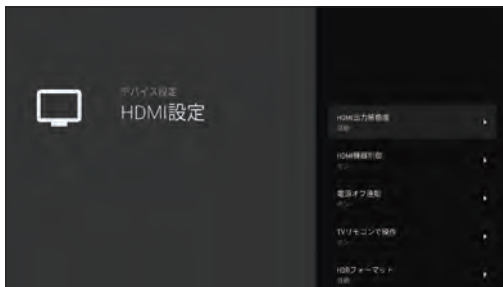 デバイス設定
HDMI設定
HDMI出力解像度
自動
HDMI機器制御
オン
電源オフ連動
オン
TVリモコンで操作
オン
HDRフォーマット
自動